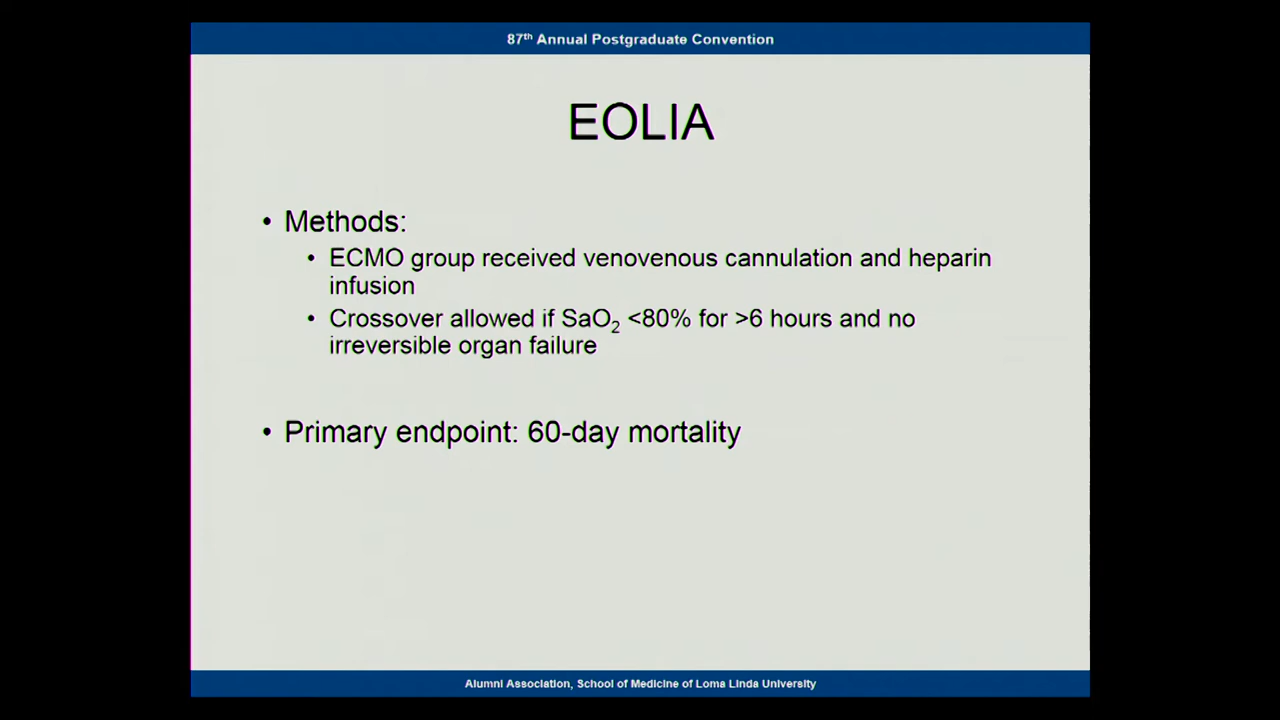 87th Annual Postgraduate Convention
EOLIA
• Methods:
• ECMO group received venovenous cannulation and heparin
infusion
• Crossover allowed if SaO2 <80% for >6 hours and no
irreversible organ failure
• Primary endpoint: 60-day mortality
Alumni Association, School of Medicine of Loma Linda University